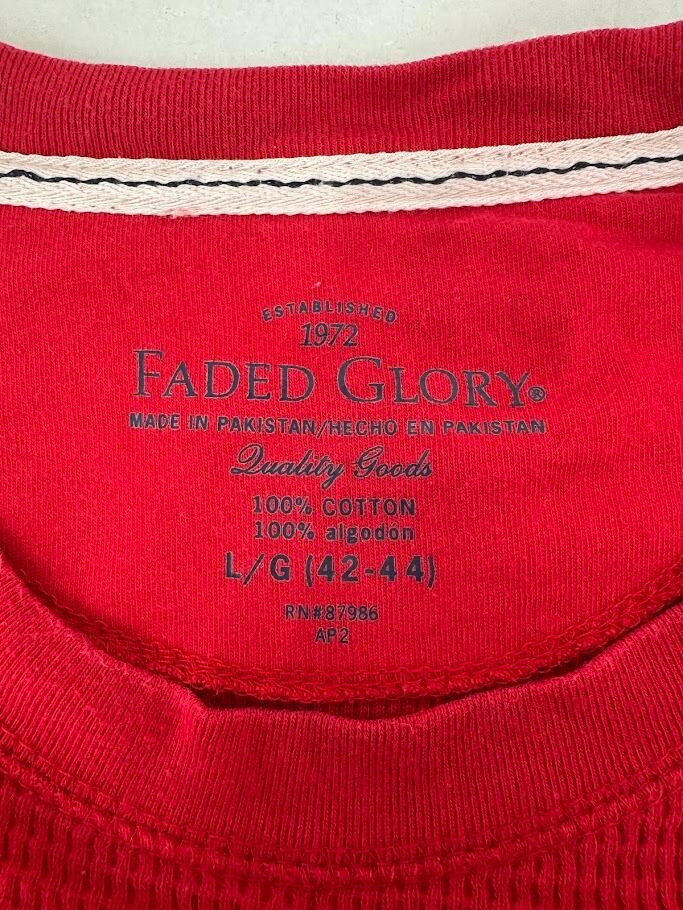 ESTABLISHED
1972
FADED GLORY®
MADE IN PAKISTAN/HECHO EN PAKISTAN
Quality Goods
100% COTTON
100% algodón
L/G (42-44)
RN#87986
AP2